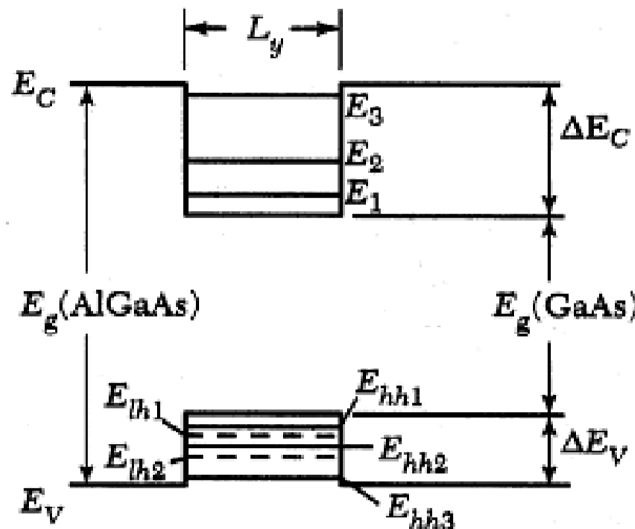 L_y
E_C
E_3
ΔE_C
E_2
E_1
E_g(AlGaAs)
E_g(GaAs)
E_lh1
E_hh1
E_lh2
E_hh2
ΔE_V
E_V
E_hh3